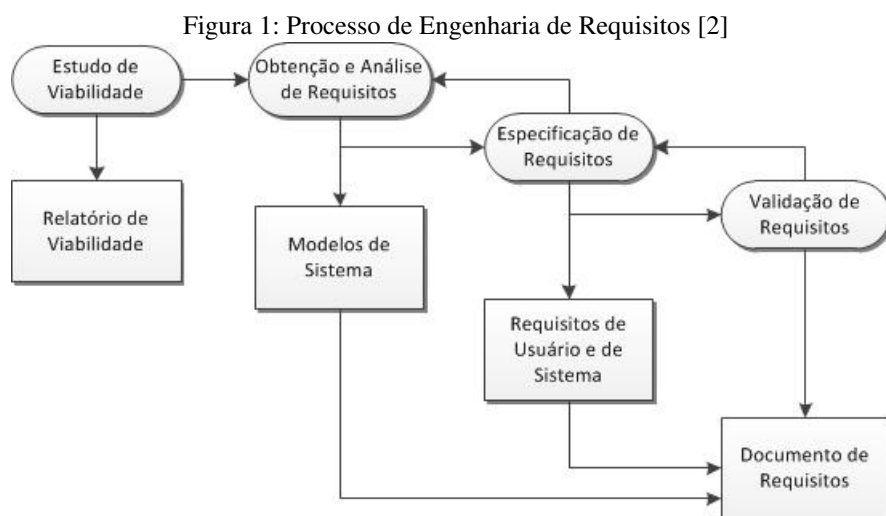 Figura 1: Processo de Engenharia de Requisitos [2]
Estudo de
Viabilidade
Obtenção e Análise
de Requisitos
Especificação de
Requisitos
Validação de
Requisitos
Relatório de
Viabilidade
Modelos de
Sistema
Requisitos de
Usuário e de
Sistema
Documento de
Requisitos